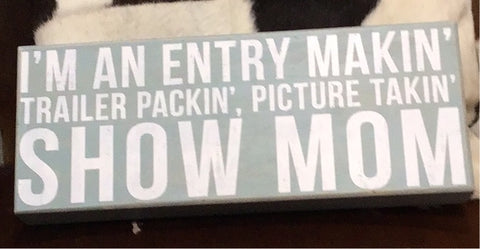 I'M AN ENTRY MAKIN'
TRAILER PACKIN', PICTURE TAKIN'
SHOW MOM